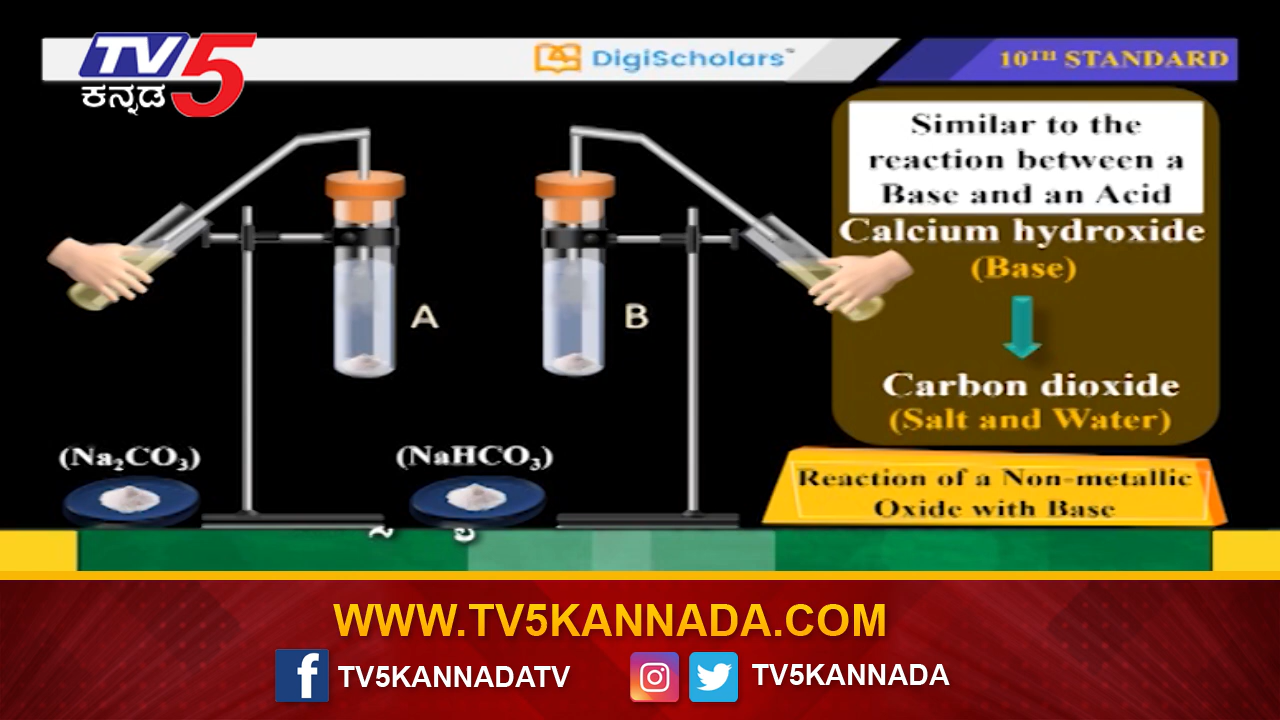 TV5
ಕನ್ನಡ
DigiScholars™
10TH STANDARD
Similar to the
reaction between a
Base and an Acid
Calcium hydroxide
(Base)
Carbon dioxide
(Salt and Water)
A
B
(Na₂CO₃)
(NaHCO₃)
Reaction of a Non-metallic
Oxide with Base
WWW.TV5KANNADA.COM
f TV5KANNADATV
TV5KANNADA